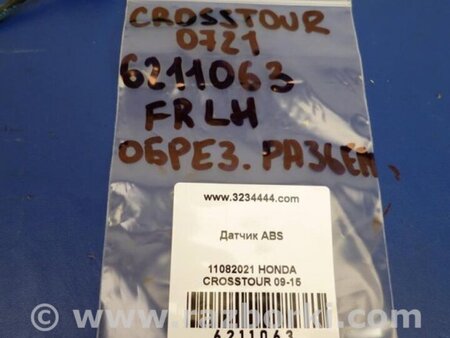 CROSSTOUR
0721
6211063
FR LH
ОБРЕЗ. РАЗЬЕМ
www.3234444.com
Датчик ABS
11082021 HONDA
CROSSTOUR 09-15
6211063
© www.razborki.com